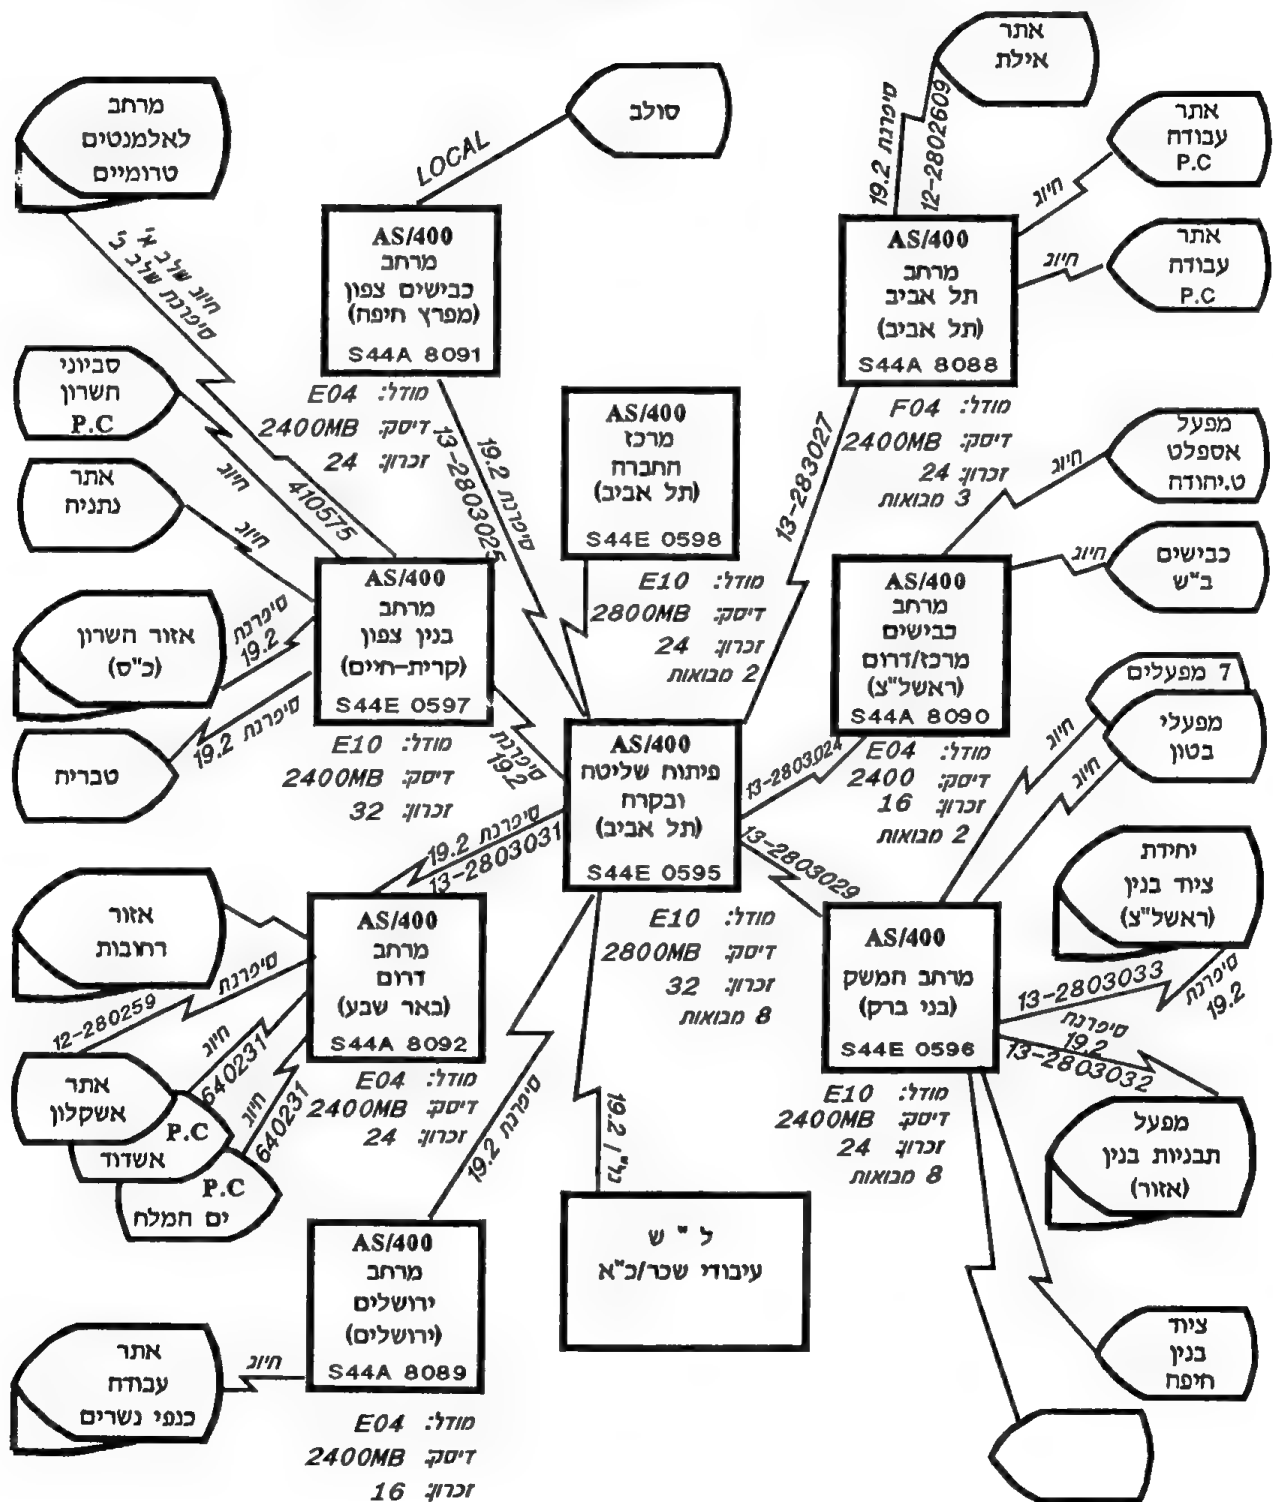 אתר
אילת
מרחב
לאלמנטים
טרומיים
סולב
אתר
עבודה
P.C
LOCAL
סיפרנת 19.2
12-2802609
חיוג
AS/400
מרחב
כבישים צפון
(מפרץ חיפה)
S44A 8091
AS/400
מרחב
תל אביב
(תל אביב)
S44A 8088
אתר
עבודה
P.C
חיוג
חיוג שלב א'
סיפרנת שלב ב'
סביוני
השרון
P.C
חיוג
מודל: E04
דיסק: 2400MB
זכרון: 24
סיפרנת 19.2
13-2803025
AS/400
מרכז
החברה
(תל אביב)
S44E 0598
13-283027
מודל: F04
דיסק: 2400MB
זכרון: 24
3 מבואות
חיוג
מפעל
אספלט
ט.יהודה
אתר
נתניה
חיוג
410575
AS/400
מרחב
בנין צפון
(קרית-חיים)
S44E 0597
מודל: E10
דיסק: 2800MB
זכרון: 24
2 מבואות
AS/400
מרחב
כבישים
מרכז/דרום
(ראשל"צ)
S44A 8090
חיוג
כבישים
ב"ש
אזור השרון
(כ"ס)
סיפרנת
19.2
טבריה
סיפרנת 19.2
מודל: E10
דיסק: 2400MB
זכרון: 32
סיפרנת
19.2
AS/400
פיתוח שליטה
ובקרה
(תל אביב)
S44E 0595
13-2803024
מודל: E04
דיסק: 2400
זכרון: 16
2 מבואות
7 מפעלים
מפעלי
בטון
חיוג
חיוג
סיפרנת 19.2
13-2803031
13-2803029
יחידת
ציוד בנין
(ראשל"צ)
אזור
רחובות
AS/400
מרחב
דרום
(באר שבע)
S44A 8092
מודל: E10
דיסק: 2800MB
זכרון: 32
8 מבואות
AS/400
מרחב המשק
(בני ברק)
S44E 0596
13-2803033
סיפרנת
19.2
סיפרנת
19.2
13-2803032
סיפרנת
12-280259
אתר
אשקלון
חיוג
640231
P.C
אשדוד
חיוג
640231
P.C
ים המלח
מודל: E04
דיסק: 2400MB
זכרון: 24
סיפרנת 19.2
נל"ן 19.2
מודל: E10
דיסק: 2400MB
זכרון: 24
8 מבואות
מפעל
תבניות בנין
(אזור)
AS/400
מרחב
ירושלים
(ירושלים)
S44A 8089
ל " ש
עיבודי שכר/כ"א
ציוד
בנין
חיפה
אתר
עבודה
כנפי נשרים
חיוג
מודל: E04
דיסק: 2400MB
זכרון: 16